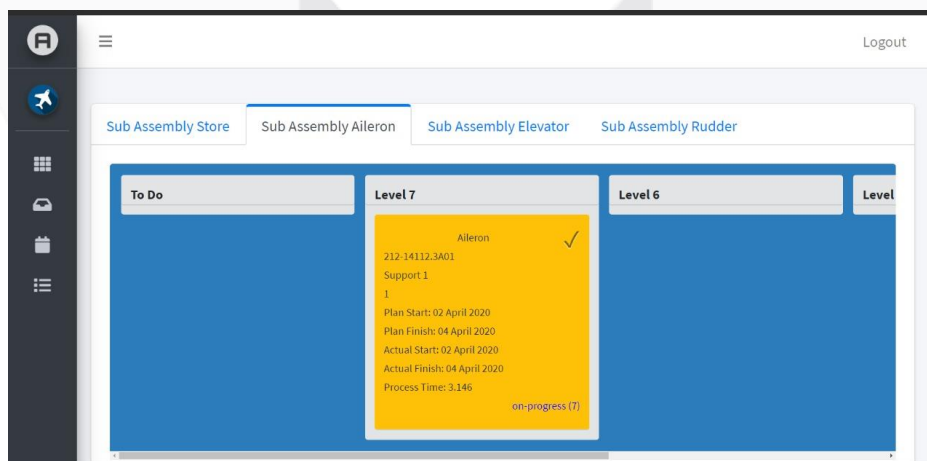 A
Logout
Sub Assembly Store Sub Assembly Aileron Sub Assembly Elevator Sub Assembly Rudder
To Do Level 7 Level 6 Level
Aileron
212-14112.3A01
Support 1
1
Plan Start: 02 April 2020
Plan Finish: 04 April 2020
Actual Start: 02 April 2020
Actual Finish: 04 April 2020
Process Time: 3.146
on-progress (7)